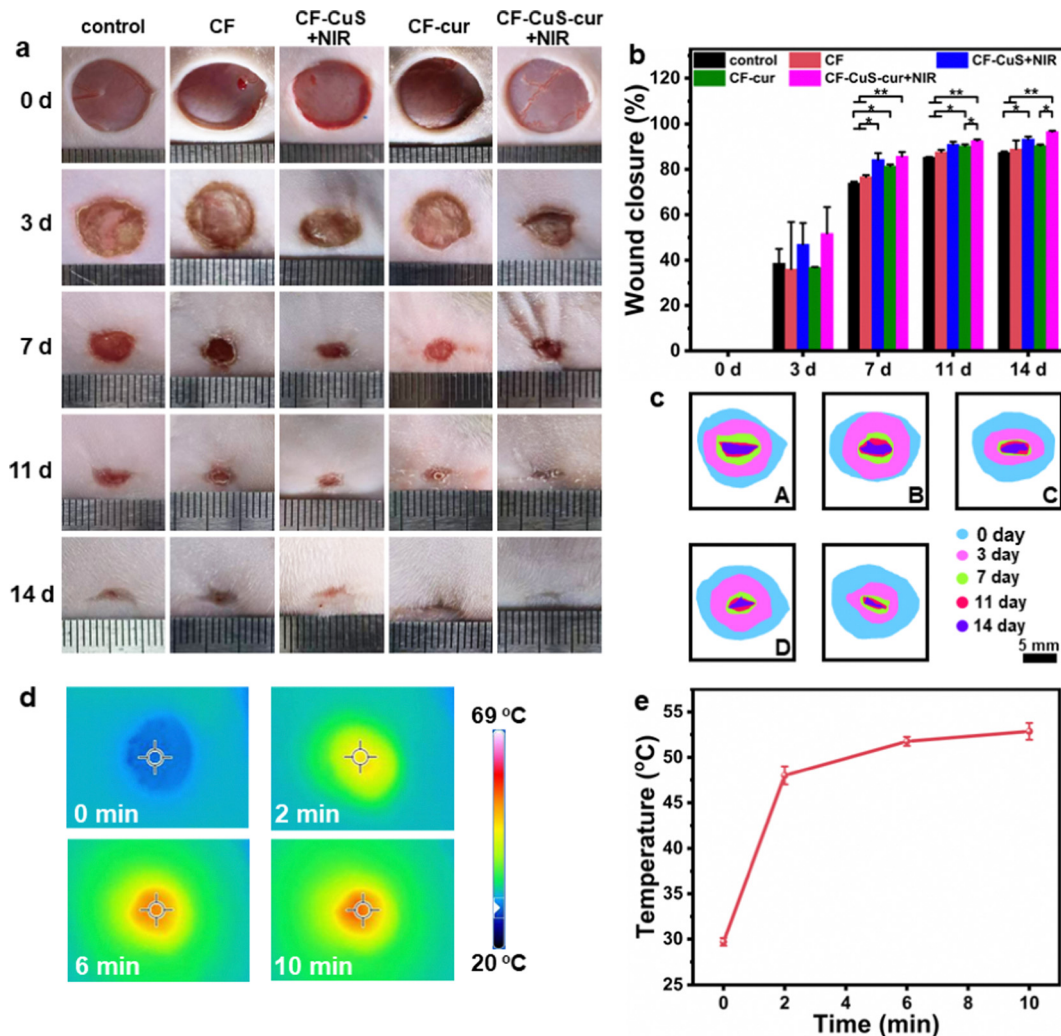 a
control CF CF-CuS +NIR CF-cur CF-CuS-cur +NIR
0 d
3 d
7 d
11 d
14 d
b
control CF CF-CuS+NIR
CF-cur CF-CuS-cur+NIR
Wound closure (%)
120
100
80
60
40
20
0
** ** **
* * *
* * *
*
0 d 3 d 7 d 11 d 14 d
c
A B C
D
0 day
3 day
7 day
11 day
14 day
5 mm
d
0 min 2 min
6 min 10 min
69 °C
20 °C
e
Temperature (°C)
55
50
45
40
35
30
25
0 2 4 6 8 10
Time (min)